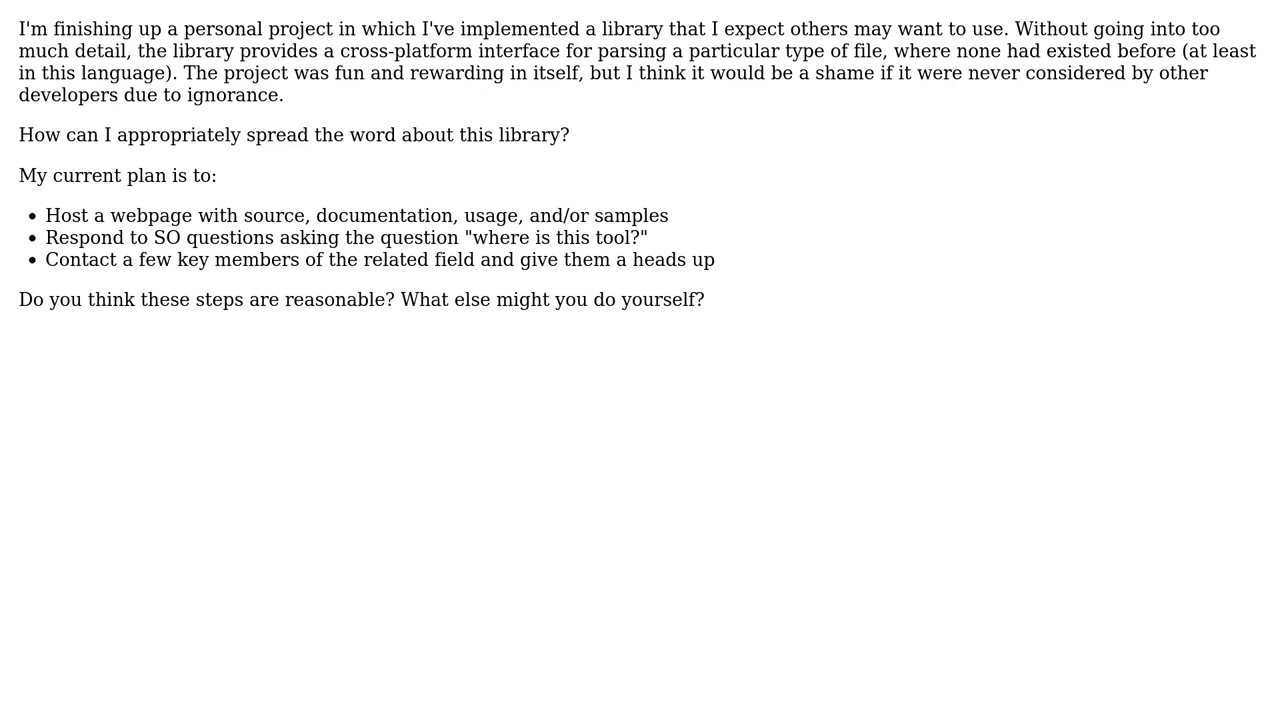 I'm finishing up a personal project in which I've implemented a library that I expect others may want to use. Without going into too
much detail, the library provides a cross-platform interface for parsing a particular type of file, where none had existed before (at least
in this language). The project was fun and rewarding in itself, but I think it would be a shame if it were never considered by other
developers due to ignorance.
How can I appropriately spread the word about this library?
My current plan is to:
• Host a webpage with source, documentation, usage, and/or samples
• Respond to SO questions asking the question "where is this tool?"
• Contact a few key members of the related field and give them a heads up
Do you think these steps are reasonable? What else might you do yourself?